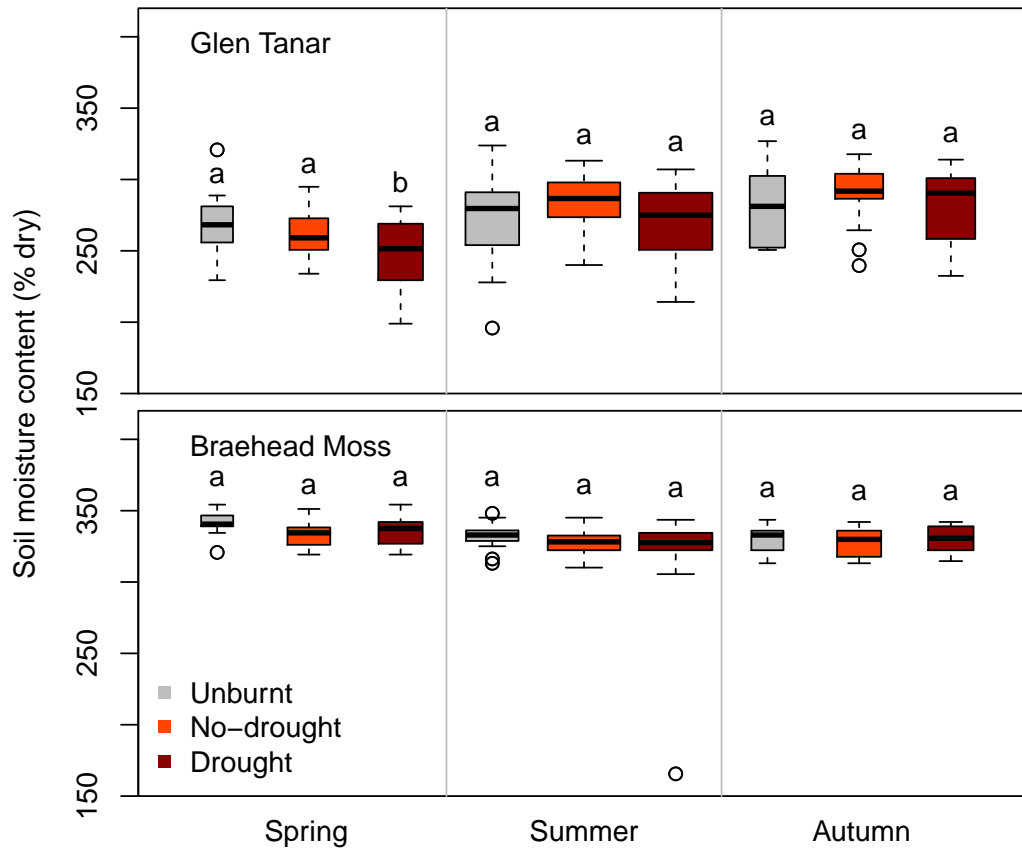 Glen Tanar
a a b a a a a a a
350
250
150
Soil moisture content (% dry)
Braehead Moss
a a a a a a a a a
350
250
150
Unburnt
No−drought
Drought
Spring Summer Autumn